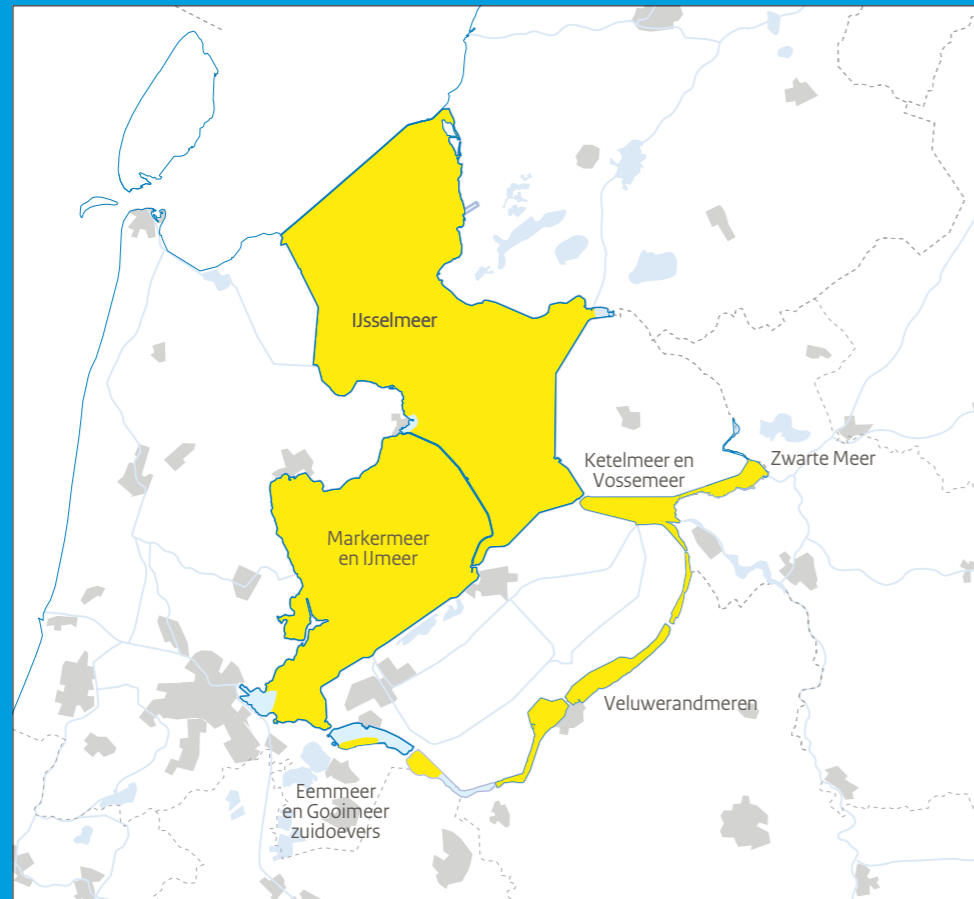 IJsselmeer
Ketelmeer en
Vossemeer
Zwarte Meer
Markermeer
en IJmeer
Veluwerandmeren
Eemmeer
en Gooimeer
zuidoevers